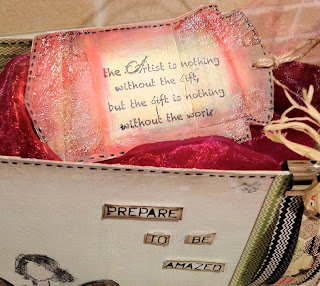 the Artist is nothing
without the Gift,
but the Gift is nothing
without the work
PREPARE
TO BE
AMAZED